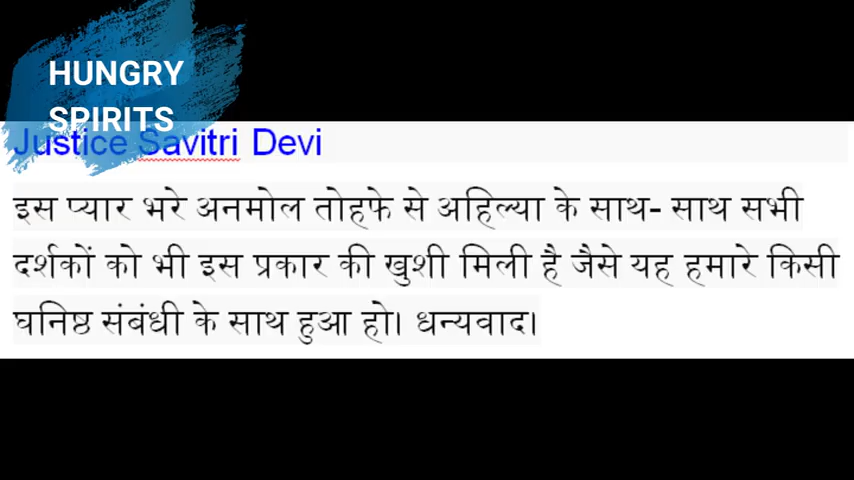 HUNGRY
SPIRITS
Justice Savitri Devi
इस प्यार भरे अनमोल तोहफे से अहिल्या के साथ- साथ सभी
दर्शकों को भी इस प्रकार की खुशी मिली है जैसे यह हमारे किसी
घनिष्ठ संबंधी के साथ हुआ हो। धन्यवाद।